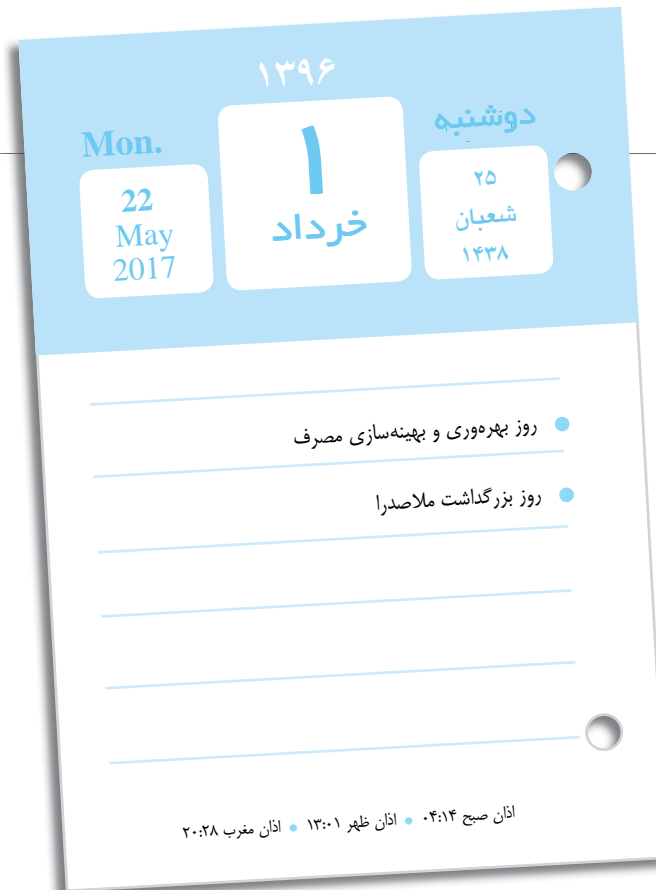 ۱۳۹۶
دوشنبه
۲۵
شعبان
۱۴۳۸
۱
خرداد
Mon.
22
May
2017
روز بهره‌وری و بهینه‌سازی مصرف
روز بزرگداشت ملاصدرا
اذان صبح ۰۴:۱۴ • اذان ظهر ۱۳:۰۱ • اذان مغرب ۲۰:۲۸